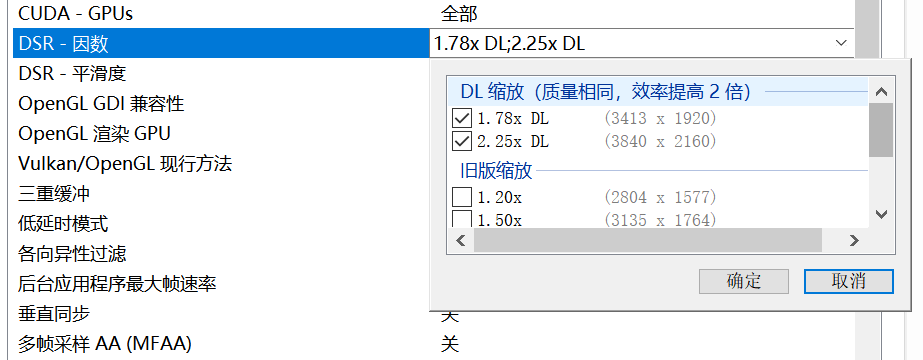 CUDA - GPUs 全部
DSR - 因数 1.78x DL;2.25x DL
DSR - 平滑度
OpenGL GDI 兼容性
OpenGL 渲染 GPU
Vulkan/OpenGL 现行方法
三重缓冲
低延时模式
各向异性过滤
后台应用程序最大帧速率
垂直同步 关
多帧采样 AA (MFAA) 关
DL 缩放（质量相同，效率提高 2 倍）
1.78x DL (3413 x 1920)
2.25x DL (3840 x 2160)
旧版缩放
1.20x (2804 x 1577)
1.50x (3135 x 1764)
确定 取消